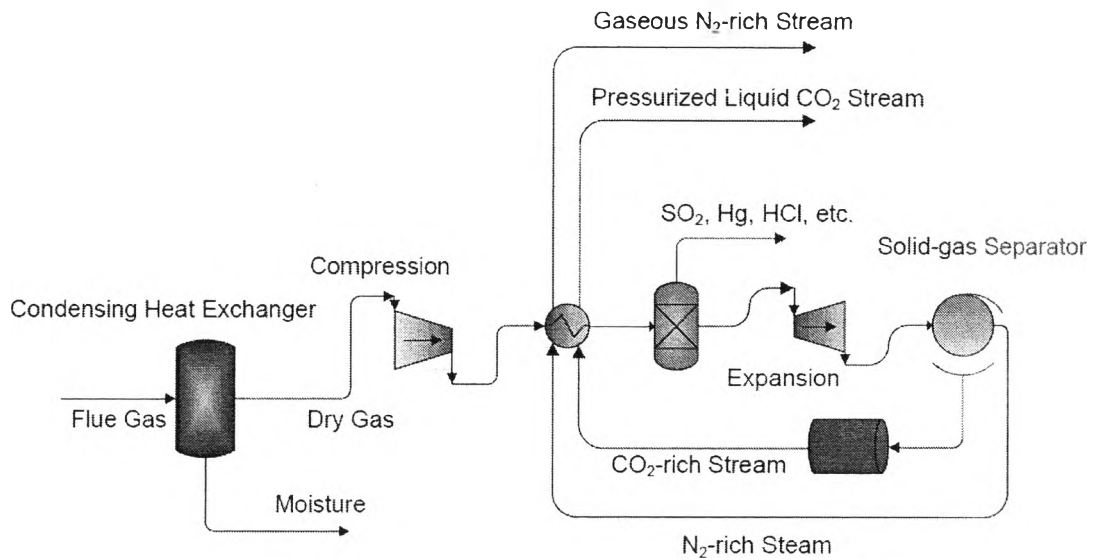 Gaseous N₂-rich Stream
Pressurized Liquid CO₂ Stream
SO₂, Hg, HCl, etc.
Solid-gas Separator
Compression
Condensing Heat Exchanger
Expansion
Flue Gas
Dry Gas
CO₂-rich Stream
Moisture
N₂-rich Steam